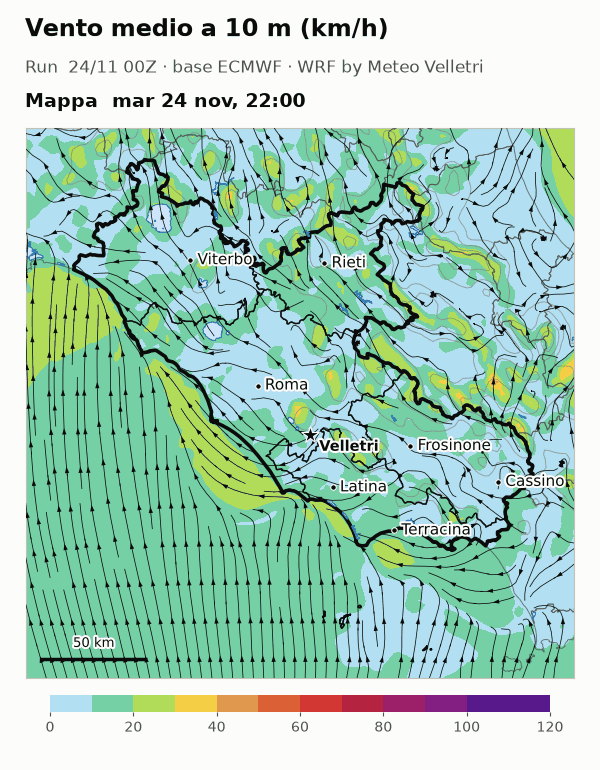 Vento medio a 10 m (km/h)
Run 24/11 00Z · base ECMWF · WRF by Meteo Velletri
Mappa mar 24 nov, 22:00
Viterbo
Rieti
Roma
Velletri
Frosinone
Latina
Cassino
Terracina
50 km
0 20 40 60 80 100 120